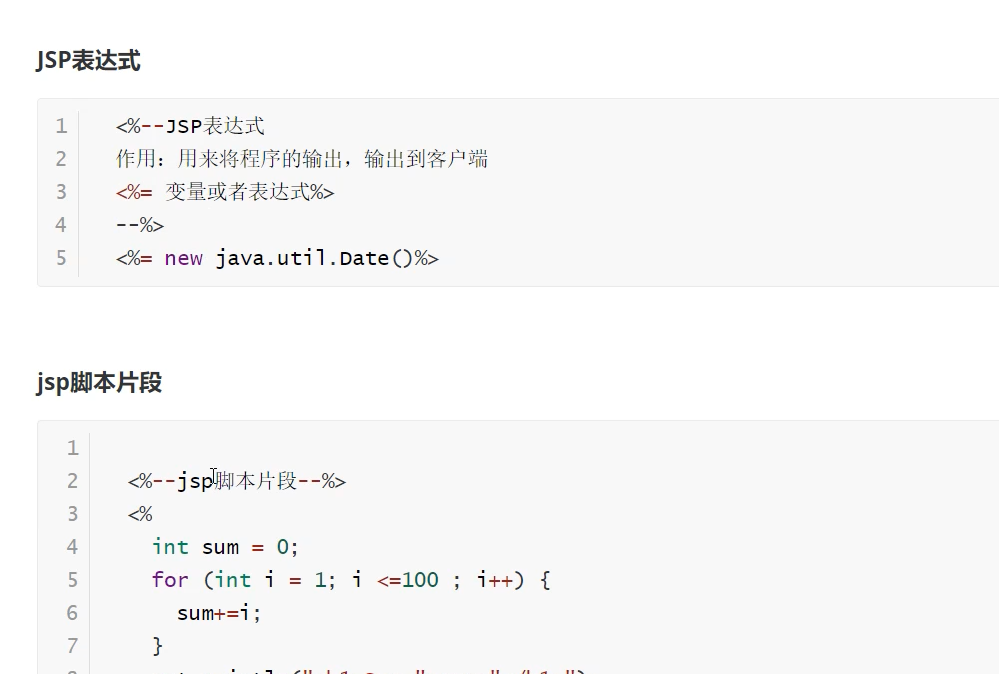 JSP表达式
1 <%--JSP表达式
2 作用：用来将程序的输出，输出到客户端
3 <%= 变量或者表达式%>
4 --%>
5 <%= new java.util.Date()%>
jsp脚本片段
1
2 <%--jsp脚本片段--%>
3 <%
4 int sum = 0;
5 for (int i = 1; i <=100 ; i++) {
6 sum+=i;
7 }